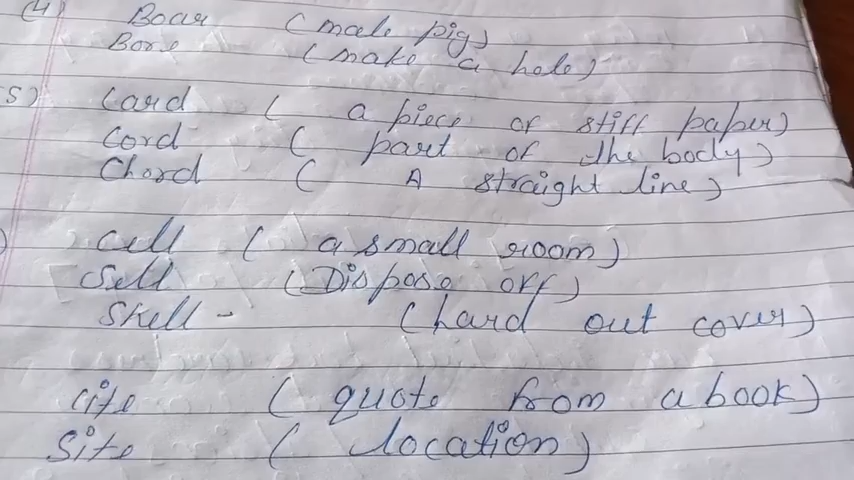 (4) Boar (male pig)
Bore (make a hole)
5) Card ( a piece of stiff paper)
Cord ( part of the body)
Chord ( A straight line)
) Cell ( a small room)
Sell (Dispose off)
Skell - (hard out cover)
Cite ( quote from a book)
Site ( location)